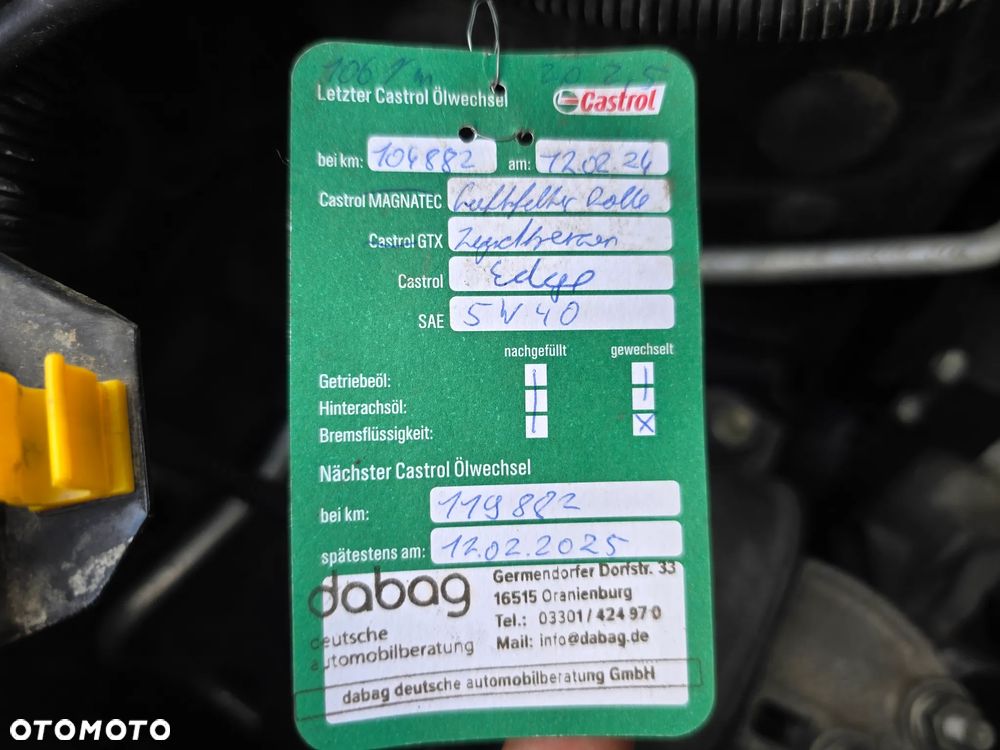 106 Km 20 2,5
Letzter Castrol Ölwechsel Castrol
bei km: 104882 am: 12.02.24
Castrol MAGNATEC Luftfilter Rolle
Castrol GTX
Castrol Edge
SAE 5W40
nachgefüllt gewechselt
Getriebeöl:
Hinterachsöl:
Bremsflüssigkeit: X
Nächster Castrol Ölwechsel
bei km: 119882
spätestens am: 12.02.2025
dabag Germendorfer Dorfstr. 33
16515 Oranienburg
Tel.: 03301/424 97 0
deutsche Mail: info@dabag.de
automobilberatung
dabag deutsche automobilberatung GmbH
OTOMOTO